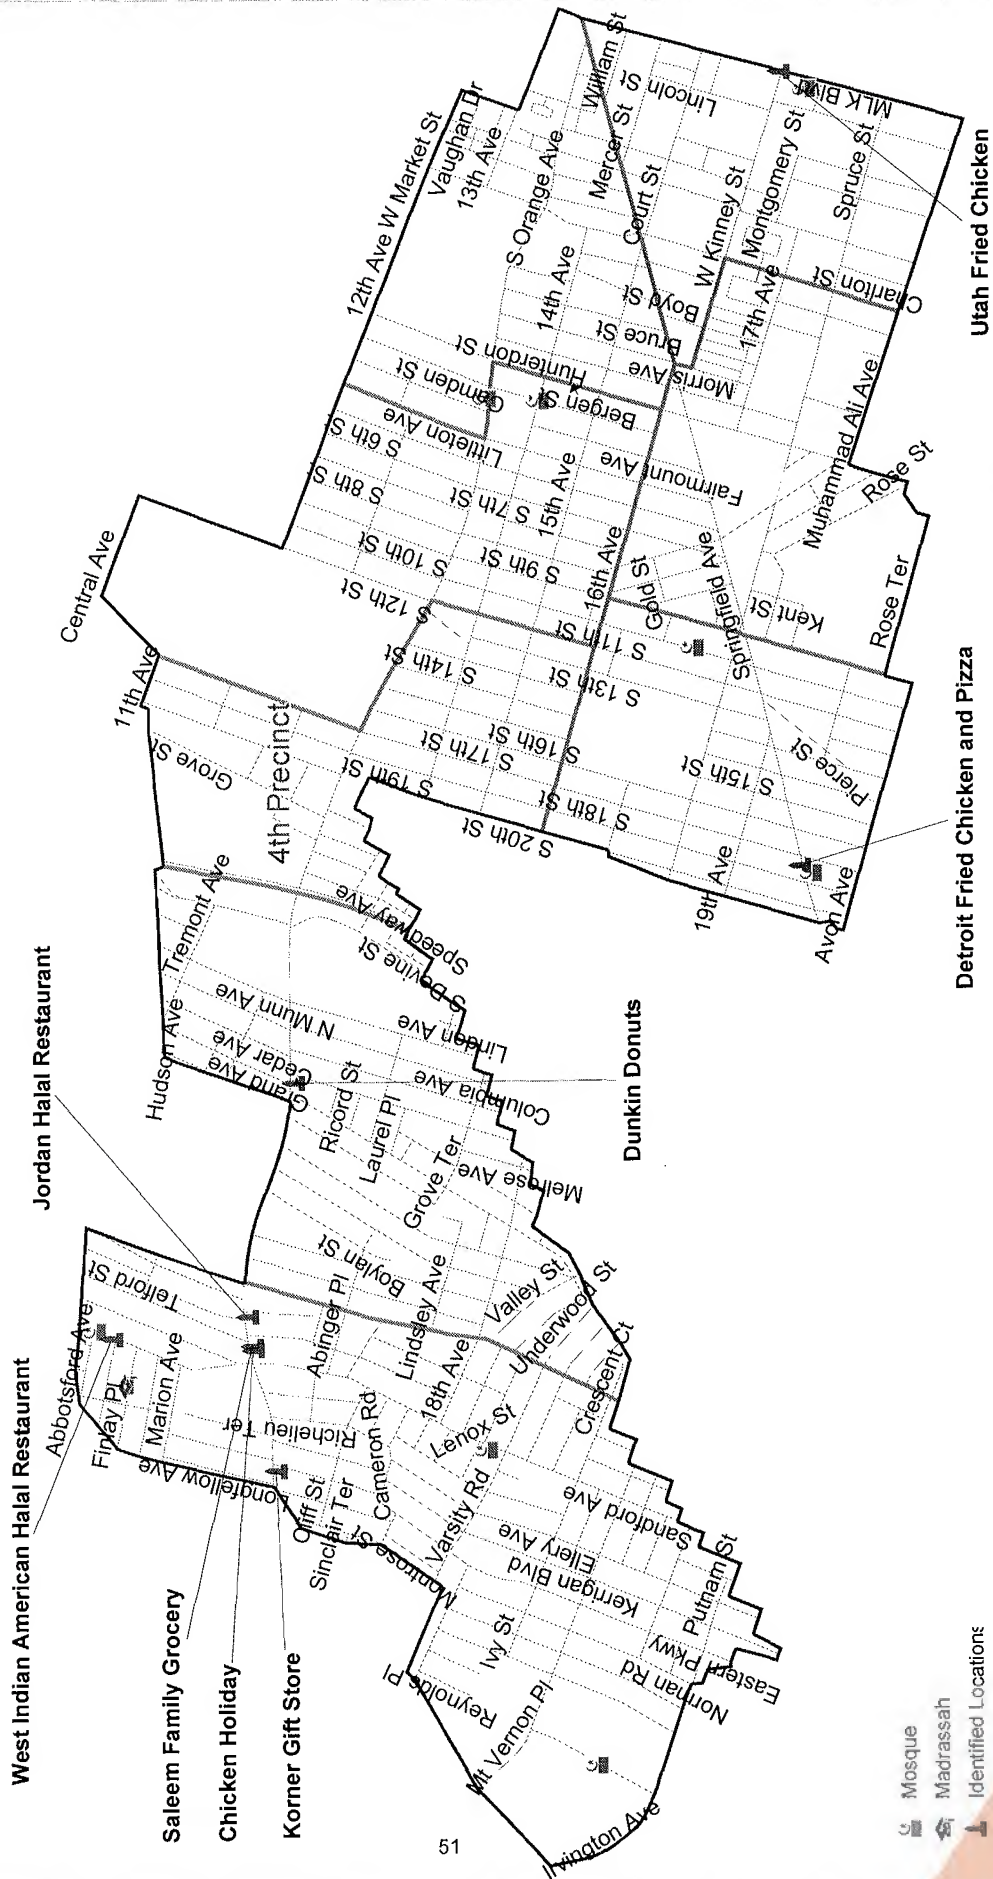 West Indian American Halal Restaurant
Jordan Halal Restaurant
Saleem Family Grocery
Chicken Holiday
Korner Gift Store
Dunkin Donuts
Detroit Fried Chicken and Pizza
Utah Fried Chicken
4th Precinct
Abbotsford Ave
Finlay Pl
Marion Ave
Telford St
Longfellow Ave
Richelieu Ter
Cliff St
Sinclair Ter
Cameron Rd
Montrose St
Abinger Pl
Boylan St
Lindsley Ave
18th Ave
Lenox St
Varsity Rd
Valley St
Underwood St
Crescent Ct
Sandford Ave
Ellery Ave
Kerrigan Blvd
Putnam St
Eastern Pkwy
Norman Rd
Ivy St
Reynolds Pl
Mt Vernon Pl
Irvington Ave
Hudson Ave
Tremont Ave
Grand Ave
Cedar Ave
N Munn Ave
Ricord St
Laurel Pl
Grove Ter
Columbia Ave
Melrose Ave
Linden Ave
S Devine St
Speedway Ave
Grove St
11th Ave
Central Ave
12th Ave W Market St
Vaughan Dr
13th Ave
S Orange Ave
William St
Mercer St
Lincoln St
Court St
MLK Blvd
W Kinney St
Montgomery St
Spruce St
Charlton St
17th Ave
14th Ave
Boyd St
Bruce St
Morris Ave
Hunterdon St
Camden St
Bergen St
Littleton Ave
S 6th St
S 7th St
S 8th St
S 9th St
S 10th St
S 11th St
S 12th St
S 13th St
S 14th St
S 15th St
S 16th St
S 17th St
S 18th St
S 19th St
S 20th St
15th Ave
16th Ave
Fairmount Ave
Gold St
Springfield Ave
Kent St
Muhammad Ali Ave
Rose St
Rose Ter
Pierce St
19th Ave
Avon Ave
Mosque
Madrassah
Identified Locations
51